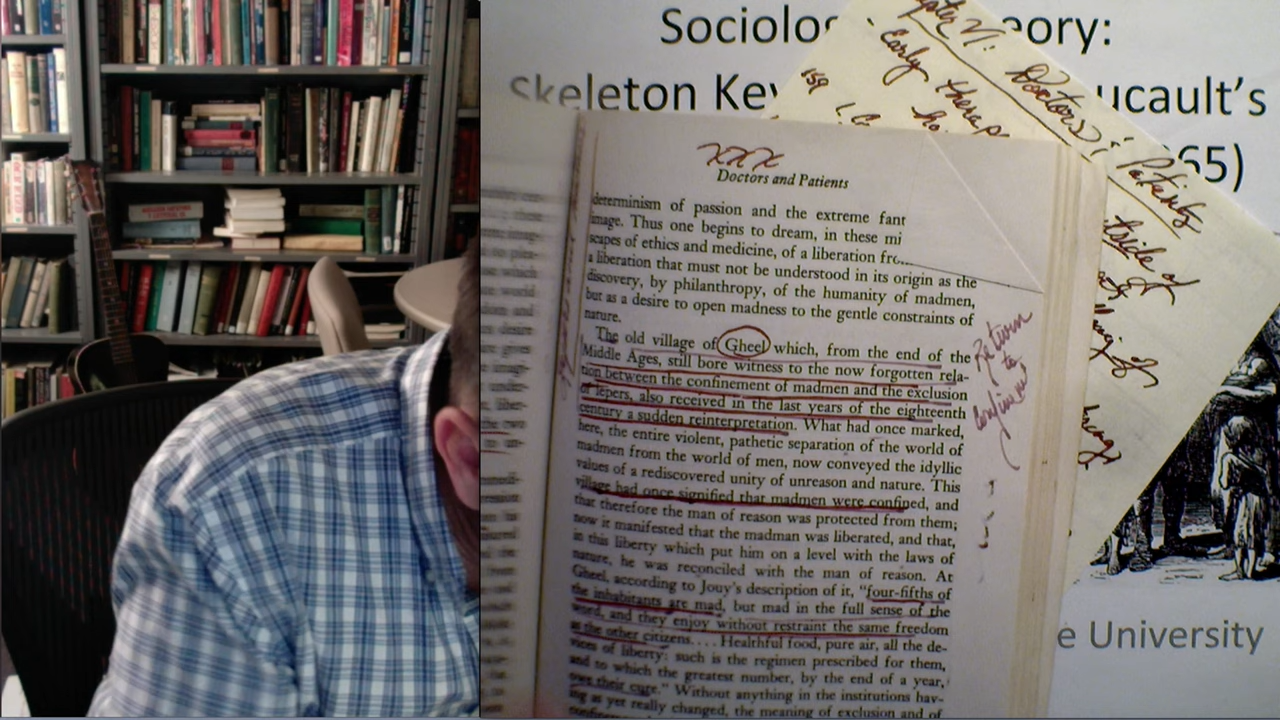 Sociolo eory:
skeleton Key ucault's
65)
Doctors & Patients
Early therap
159
XXX
Doctors and Patients
determinism of passion and the extreme fant
image. Thus one begins to dream, in these mi
scapes of ethics and medicine, of a liberation fr
a liberation that must not be understood in its origin as the
discovery, by philanthropy, of the humanity of madmen,
but as a desire to open madness to the gentle constraints of
nature.
The old village of Gheel which, from the end of the
Middle Ages, still bore witness to the now forgotten rela-
tion between the confinement of madmen and the exclusion
of lepers, also received in the last years of the eighteenth
century a sudden reinterpretation. What had once marked,
here, the entire violent, pathetic separation of the world of
madmen from the world of men, now conveyed the idyllic
values of a rediscovered unity of unreason and nature. This
village had once signified that madmen were confined, and
that therefore the man of reason was protected from them;
now it manifested that the madman was liberated, and that,
in this liberty which put him on a level with the laws of
nature, he was reconciled with the man of reason. At
Gheel, according to Jouy's description of it, "four-fifths of
the inhabitants are mad, but mad in the full sense of the
word, and they enjoy without restraint the same freedom
as the other citizens. . . . Healthful food, pure air, all the de-
vices of liberty: such is the regimen prescribed for them,
and to which the greatest number, by the end of a year,
owe their cure." Without anything in the institutions hav-
ing as yet really changed, the meaning of exclusion and of
Return
to
e University